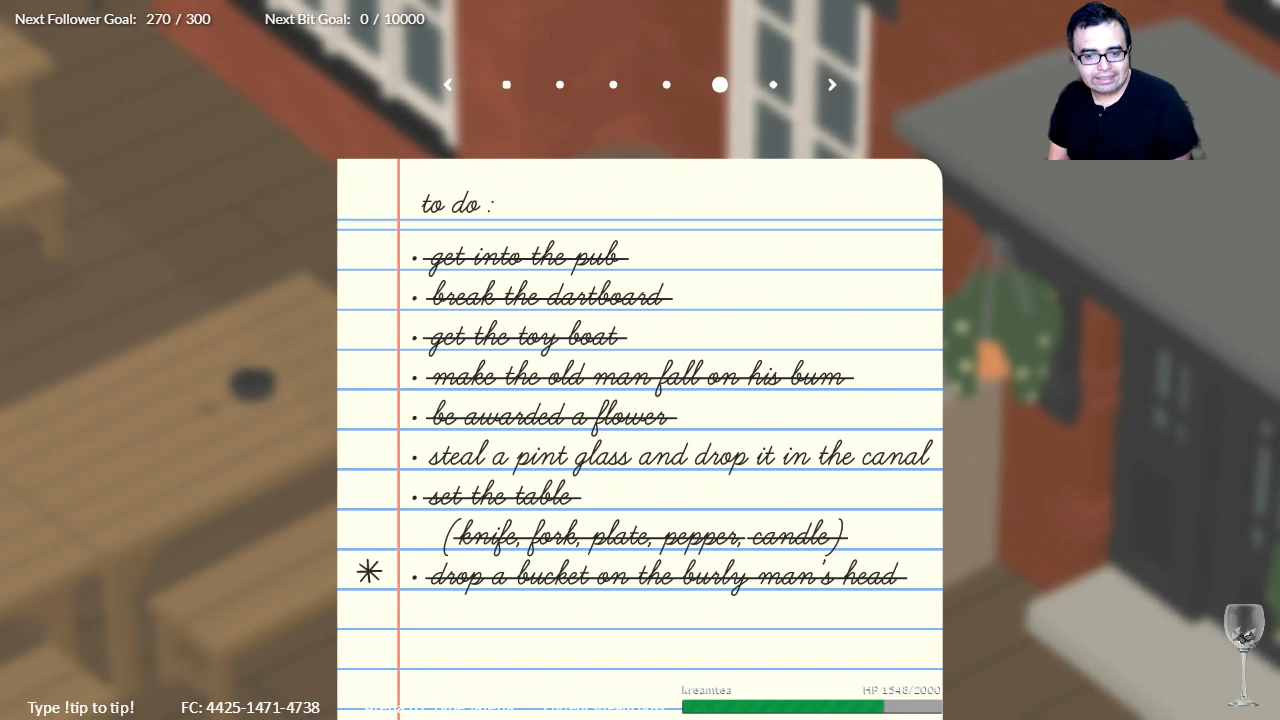 Next Follower Goal: 270 / 300 Next Bit Goal: 0 / 10000
to do :
• get into the pub
• break the dartboard
• get the toy boat
• make the old man fall on his bum
• be awarded a flower
• steal a pint glass and drop it in the canal
• set the table
(knife, fork, plate, pepper, candle)
• drop a bucket on the burly man's head
kreamtea HP 1548/2000
Type !tip to tip! FC: 4425-1471-4738